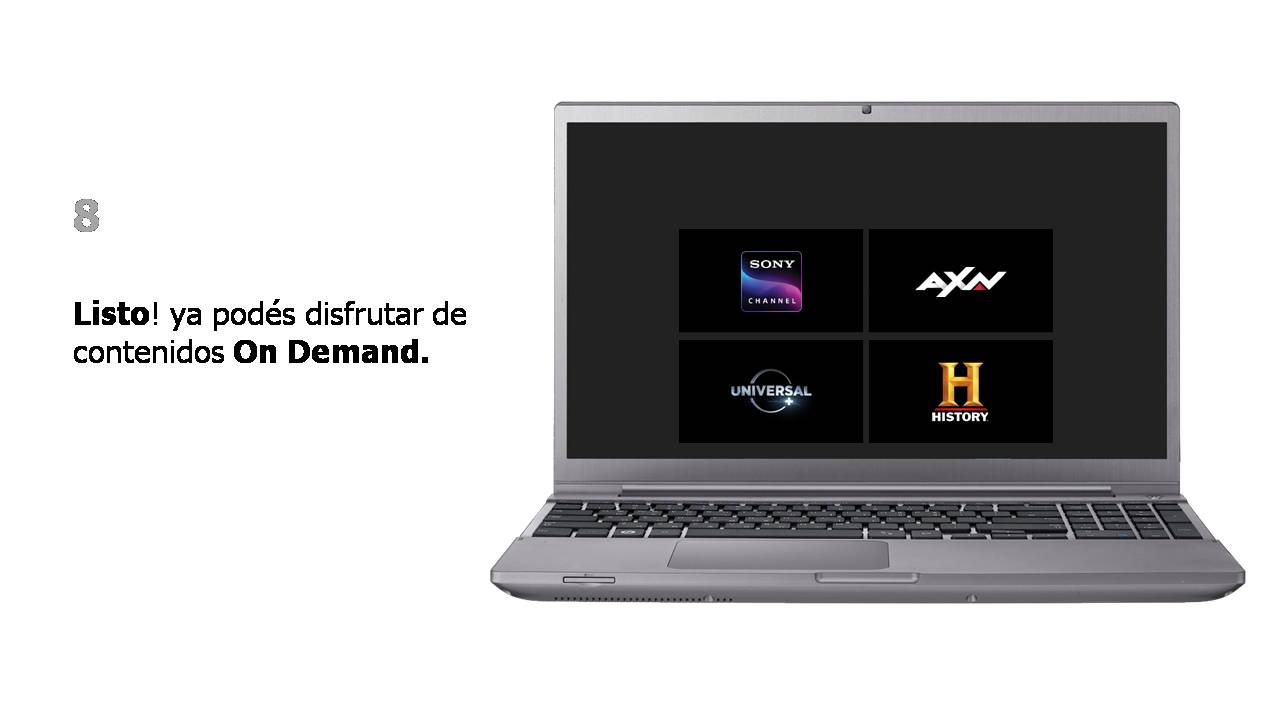 8
Listo! ya podés disfrutar de
contenidos On Demand.
SONY
CHANNEL
AXN
UNIVERSAL
+
H
HISTORY